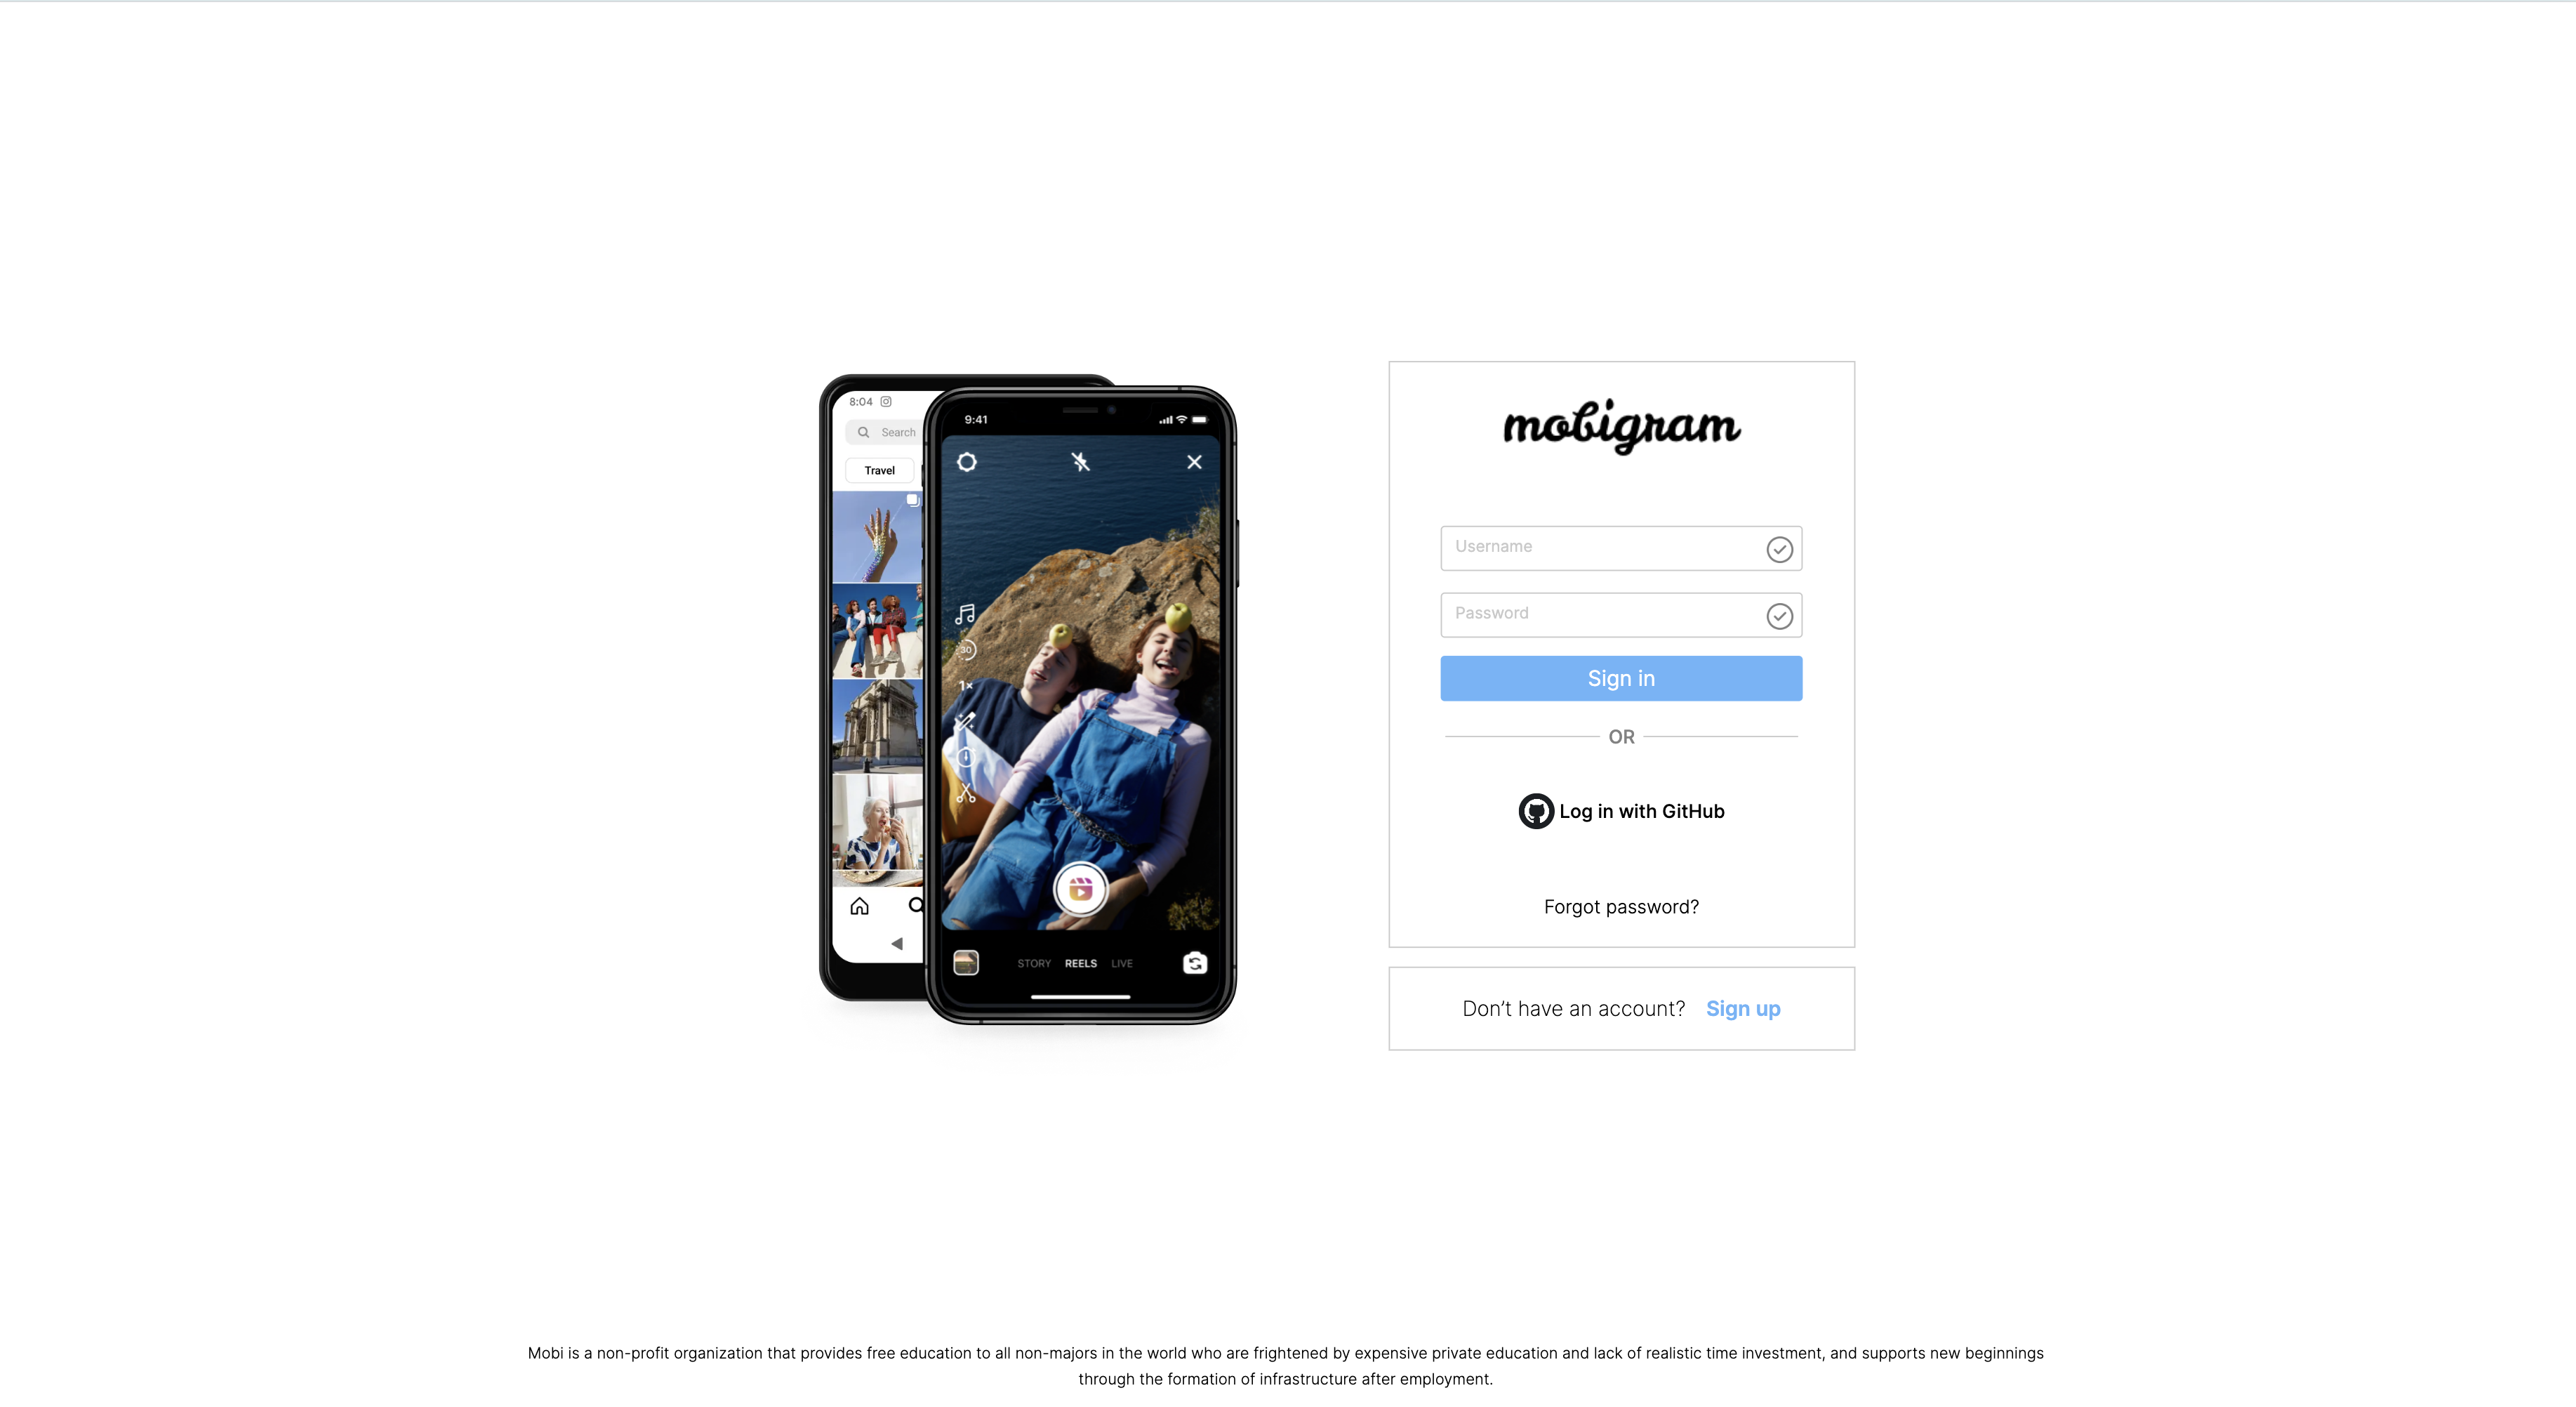 8:04
Search
Travel
9:41
30
1×
STORY REELS LIVE
mobigram
Username
Password
Sign in
OR
Log in with GitHub
Forgot password?
Don’t have an account? Sign up
Mobi is a non-profit organization that provides free education to all non-majors in the world who are frightened by expensive private education and lack of realistic time investment, and supports new beginnings
through the formation of infrastructure after employment.